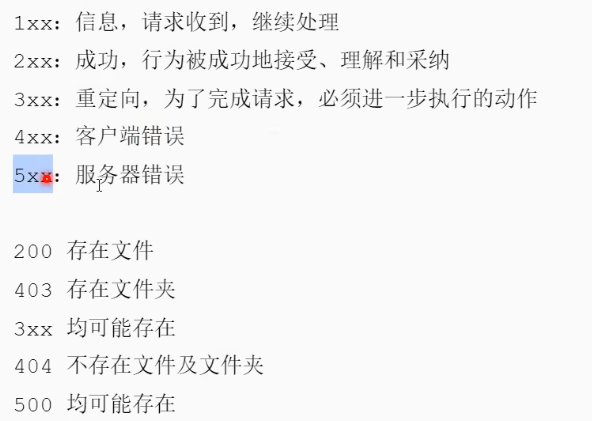 1xx：信息，请求收到，继续处理
2xx：成功，行为被成功地接受、理解和采纳
3xx：重定向，为了完成请求，必须进一步执行的动作
4xx：客户端错误
5xx：服务器错误
200 存在文件
403 存在文件夹
3xx 均可能存在
404 不存在文件及文件夹
500 均可能存在